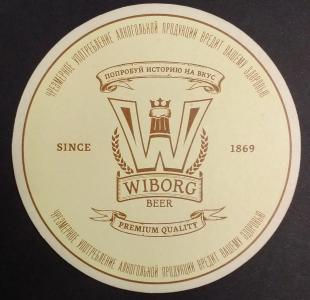 ЧРЕЗМЕРНОЕ УПОТРЕБЛЕНИЕ АЛКОГОЛЬНОЙ ПРОДУКЦИИ ВРЕДИТ ВАШЕМУ ЗДОРОВЬЮ
ПОПРОБУЙ ИСТОРИЮ НА ВКУС
W
SINCE 1869
WIBORG
BEER
PREMIUM QUALITY
ЧРЕЗМЕРНОЕ УПОТРЕБЛЕНИЕ АЛКОГОЛЬНОЙ ПРОДУКЦИИ ВРЕДИТ ВАШЕМУ ЗДОРОВЬЮ